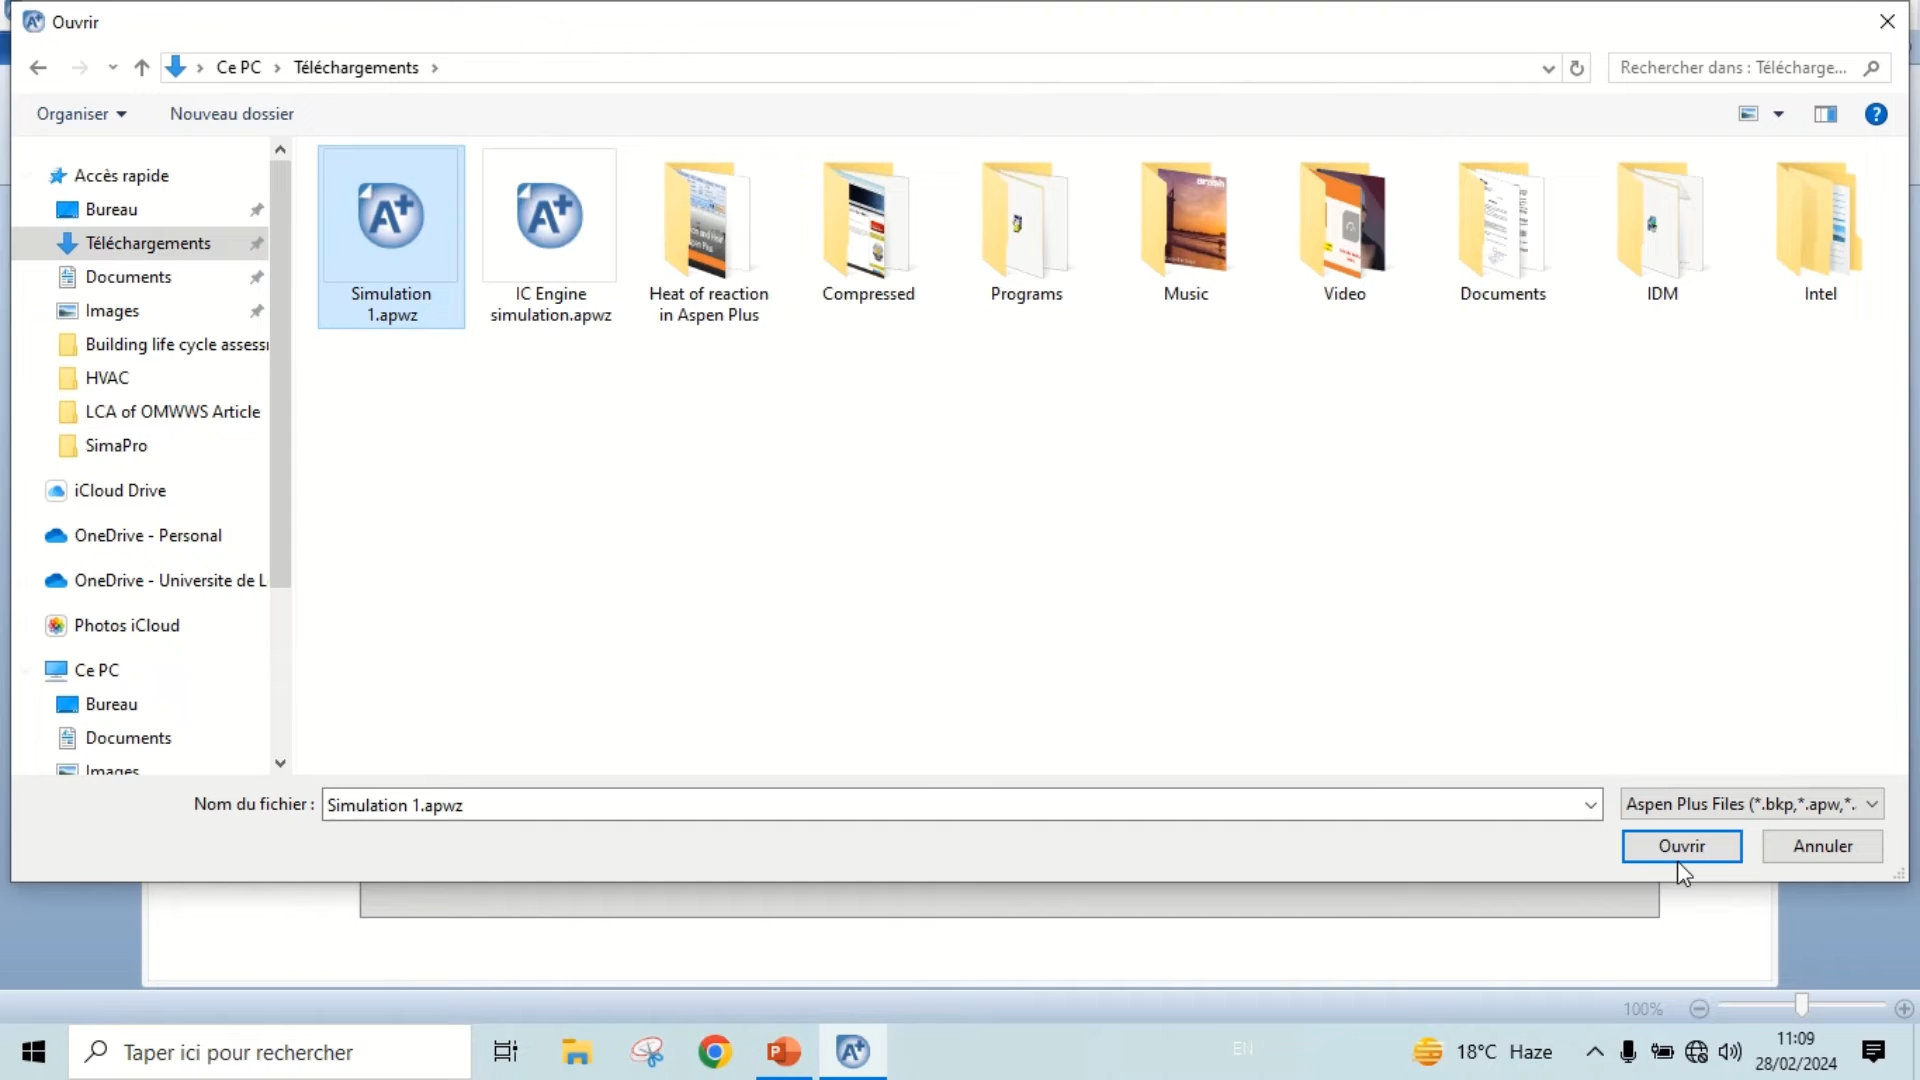 Ouvrir
Ce PC
Téléchargements
Rechercher dans : Télécharge...
Organiser
Nouveau dossier
Accès rapide
Bureau
Téléchargements
Documents
Images
Building life cycle assessi
HVAC
LCA of OMWWS Article
SimaPro
iCloud Drive
OneDrive - Personal
OneDrive - Universite de L
Photos iCloud
Ce PC
Bureau
Documents
Images
Simulation
1.apwz
IC Engine
simulation.apwz
Heat of reaction
in Aspen Plus
Compressed
Programs
Music
Video
Documents
IDM
Intel
Nom du fichier :
Simulation 1.apwz
Aspen Plus Files (*.bkp,*.apw,*.
Ouvrir
Annuler
100%
Taper ici pour rechercher
EN
18°C Haze
11:09
28/02/2024